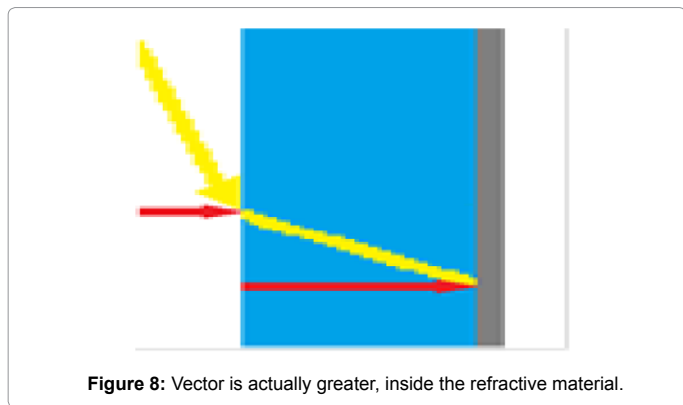 Figure 8: Vector is actually greater, inside the refractive material.